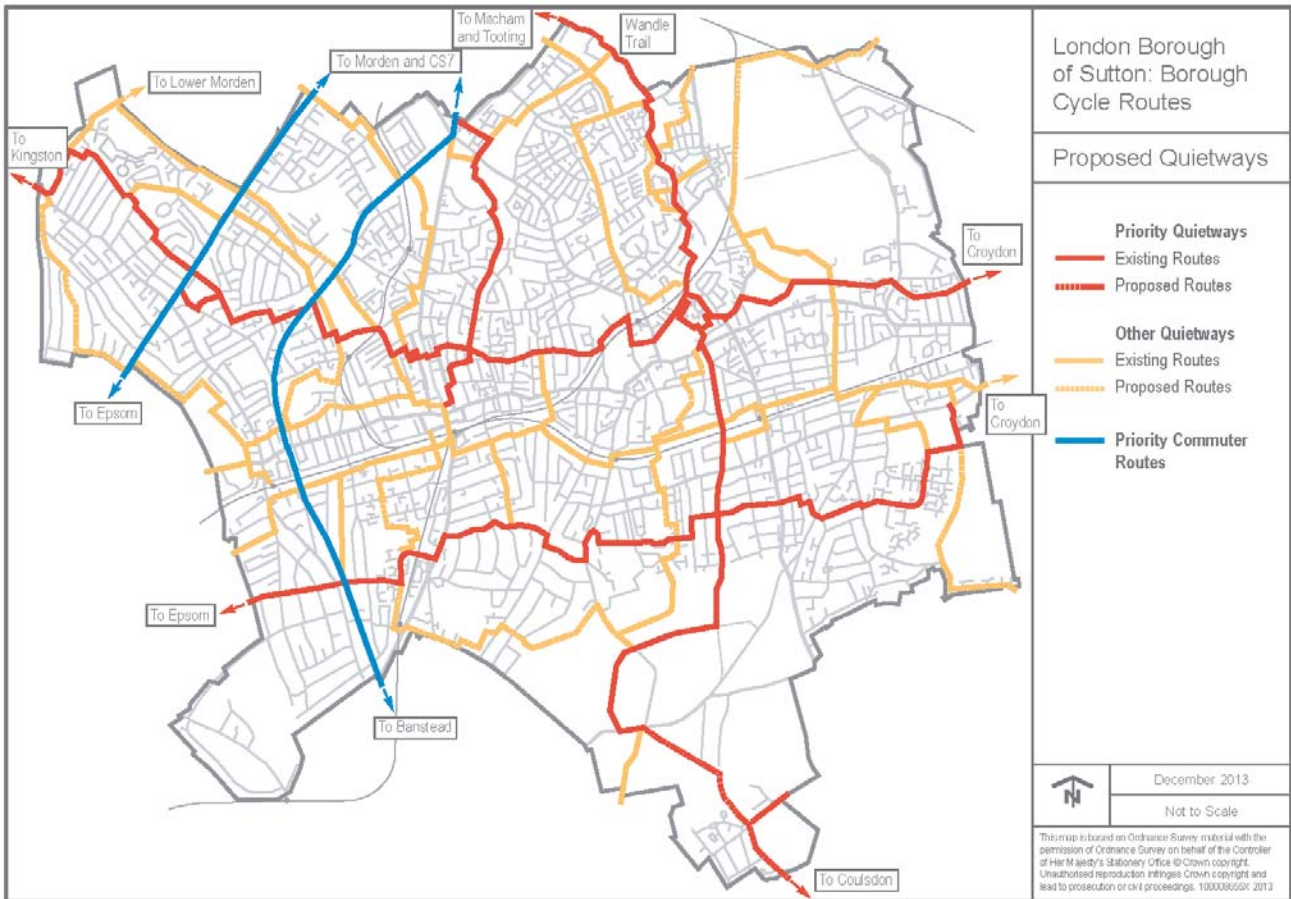 To Mitcham
and Tooting
Wandle
Trail
To Morden and CS7
To Lower Morden
To
Kingston
To
Croydon
To
Croydon
To Epsom
To Epsom
To Banstead
To Coulsdon
London Borough
of Sutton: Borough
Cycle Routes
Proposed Quietways
Priority Quietways
Existing Routes
Proposed Routes
Other Quietways
Existing Routes
Proposed Routes
Priority Commuter
Routes
N
December 2013
Not to Scale
This map is based on Ordnance Survey material with the
permission of Ordnance Survey on behalf of the Controller
of Her Majesty's Stationery Office © Crown copyright.
Unauthorised reproduction infringes Crown copyright and
lead to prosecution or civil proceedings. 100008655X 2013